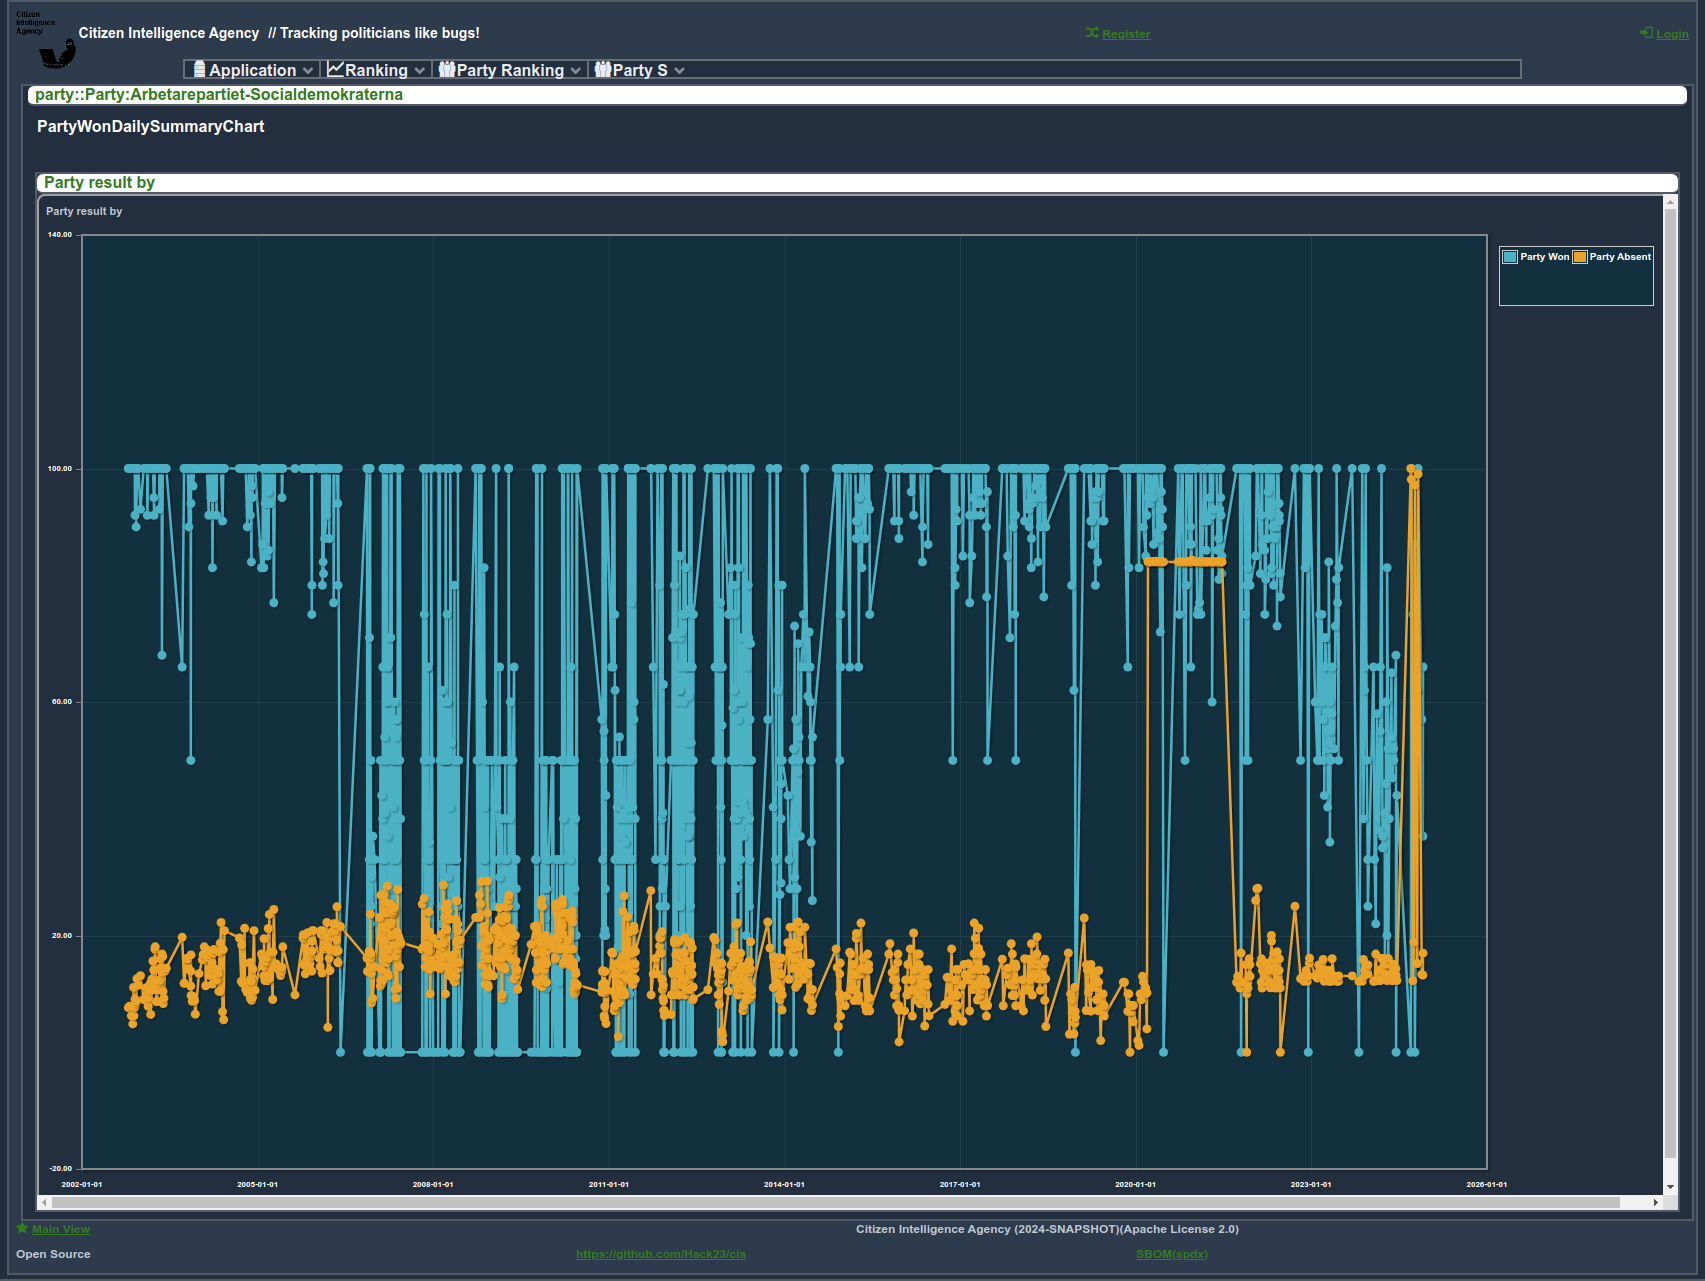 Citizen
Intelligence
Agency
Citizen Intelligence Agency // Tracking politicians like bugs!
Register
Login
Application
Ranking
Party Ranking
Party S
party::Party:Arbetarepartiet-Socialdemokraterna
PartyWonDailySummaryChart
Party result by
Party result by
140.00
100.00
60.00
20.00
-20.00
2002-01-01
2005-01-01
2008-01-01
2011-01-01
2014-01-01
2017-01-01
2020-01-01
2023-01-01
2026-01-01
Party Won
Party Absent
Main View
Citizen Intelligence Agency (2024-SNAPSHOT)(Apache License 2.0)
Open Source
https://github.com/Hack23/cia
SBOM(spdx)